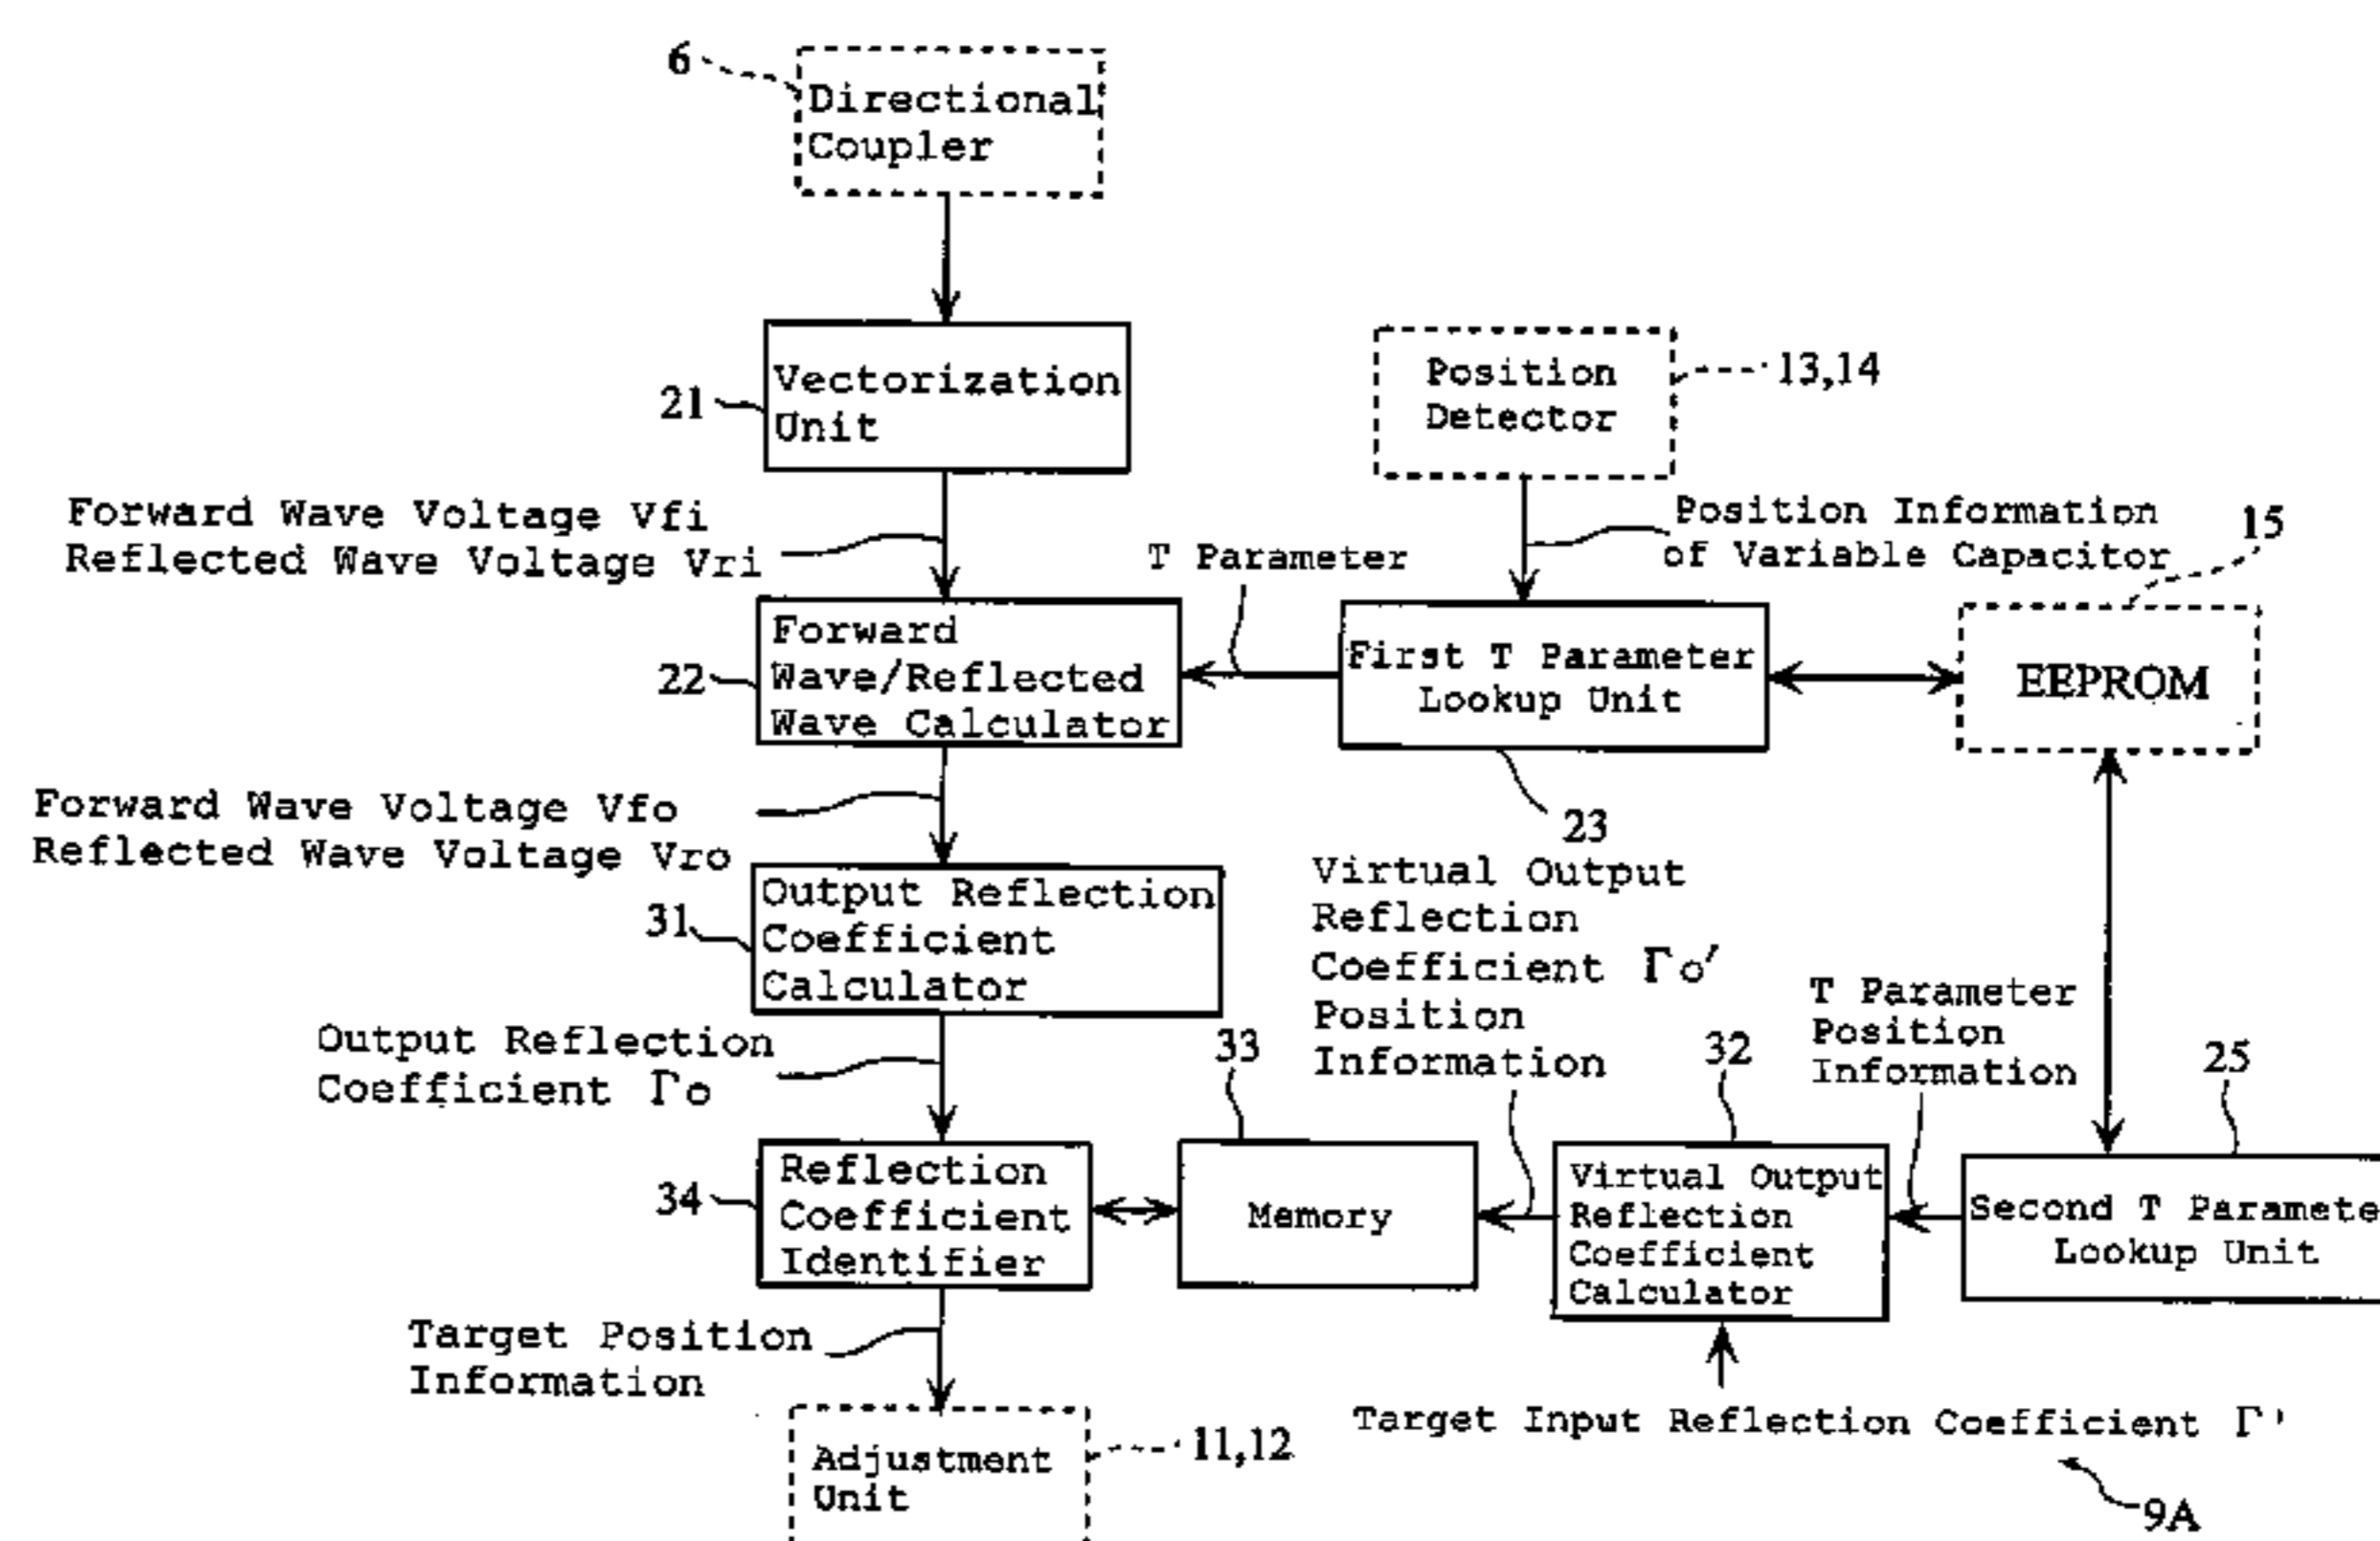 6
Directional
Coupler
21
Vectorization
Unit
Position
Detector
13,14
Forward Wave Voltage Vfi
Reflected Wave Voltage Vri
T Parameter
Position Information
of Variable Capacitor
15
22
Forward
Wave/Reflected
Wave Calculator
First T Parameter
Lookup Unit
EEPROM
23
Forward Wave Voltage Vfo
Reflected Wave Voltage Vro
31
Output Reflection
Coefficient
Calculator
Virtual Output
Reflection
Coefficient Γo′
Position
Information
T Parameter
Position
Information
Output Reflection
Coefficient Γo
33
32
25
34
Reflection
Coefficient
Identifier
Memory
Virtual Output
Reflection
Coefficient
Calculator
Second T Paramete
Lookup Unit
Target Position
Information
Target Input Reflection Coefficient Γ'
Adjustment
Unit
11,12
9A